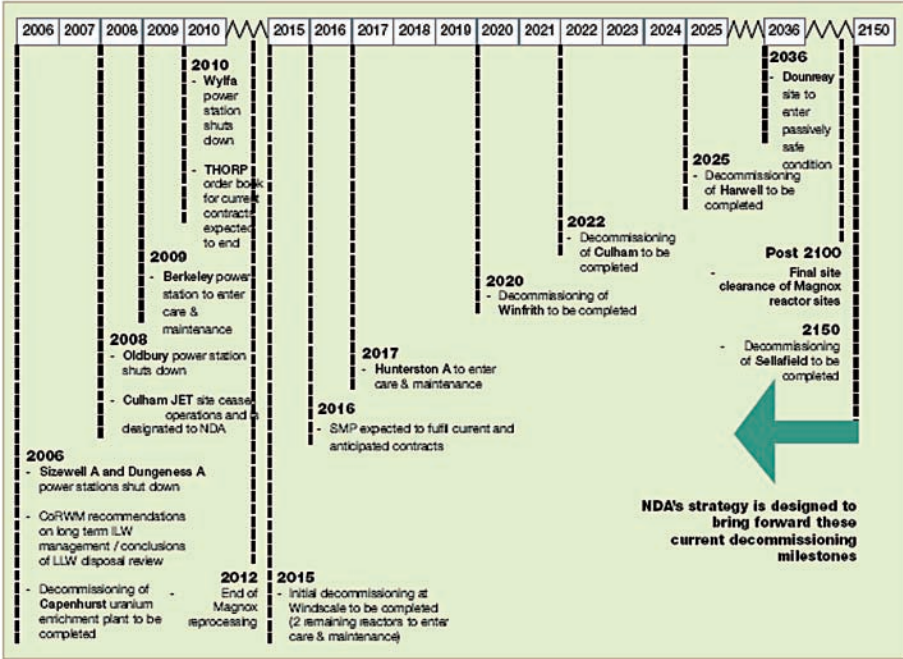 2006 2007 2008 2009 2010 2015 2016 2017 2018 2019 2020 2021 2022 2023 2024 2025 2036 2150
2010
- Wylfa
power
station
shuts
down
- THORP
order book
for current
contracts
expected
to end
2009
- Berkeley power
station to enter
care &
maintenance
2008
- Oldbury power station
shuts down
- Culham JET site cease
operations and is
designated to NDA
2006
- Sizewell A and Dungeness A
power stations shut down
- CoRWM recommendations
on long term ILW
management / conclusions
of LLW disposal review
- Decommissioning of
Capenhurst uranium
enrichment plant to be
completed
2012
- End of
Magnox
reprocessing
2015
- Initial decommissioning at
Windscale to be completed
(2 remaining reactors to enter
care & maintenance)
2016
- SMP expected to fulfil current and
anticipated contracts
2017
- Hunterston A to enter
care & maintenance
2020
- Decommissioning of
Winfrith to be completed
2022
- Decommissioning
of Culham to be
completed
2025
- Decommissioning
of Harwell to be
completed
2036
- Dounreay
site to
enter
passively
safe
condition
Post 2100
- Final site
clearance of Magnox
reactor sites
2150
- Decommissioning
of Sellafield to be
completed
NDA's strategy is designed to
bring forward these
current decommissioning
milestones